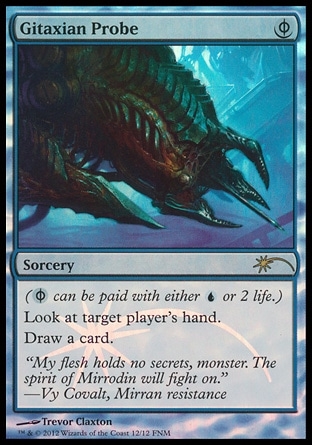 Gitaxian Probe
Sorcery
( can be paid with either or 2 life.)
Look at target player's hand.
Draw a card.
"My flesh holds no secrets, monster. The
spirit of Mirrodin will fight on."
—Vy Covalt, Mirran resistance
Trevor Claxton
™ & © 2012 Wizards of the Coast 12/12 FNM